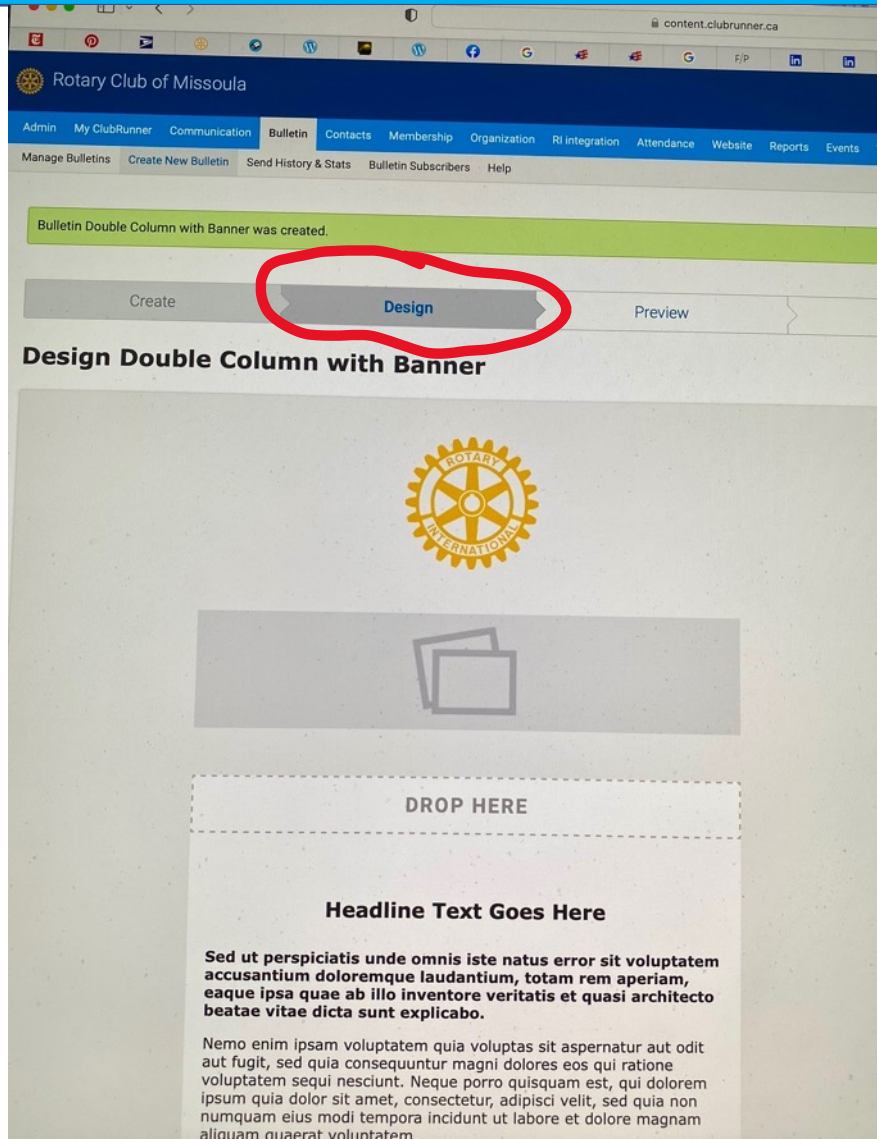 content.clubrunner.ca
G
G
F/P
in
in
Rotary Club of Missoula
Admin My ClubRunner Communication Bulletin Contacts Membership Organization RI integration Attendance Website Reports Events
Manage Bulletins Create New Bulletin Send History & Stats Bulletin Subscribers Help
Bulletin Double Column with Banner was created.
Create Design Preview
Design Double Column with Banner
ROTARY
INTERNATIONAL
DROP HERE
Headline Text Goes Here
Sed ut perspiciatis unde omnis iste natus error sit voluptatem
accusantium doloremque laudantium, totam rem aperiam,
eaque ipsa quae ab illo inventore veritatis et quasi architecto
beatae vitae dicta sunt explicabo.
Nemo enim ipsam voluptatem quia voluptas sit aspernatur aut odit
aut fugit, sed quia consequuntur magni dolores eos qui ratione
voluptatem sequi nesciunt. Neque porro quisquam est, qui dolorem
ipsum quia dolor sit amet, consectetur, adipisci velit, sed quia non
numquam eius modi tempora incidunt ut labore et dolore magnam
aliquam quaerat voluptatem